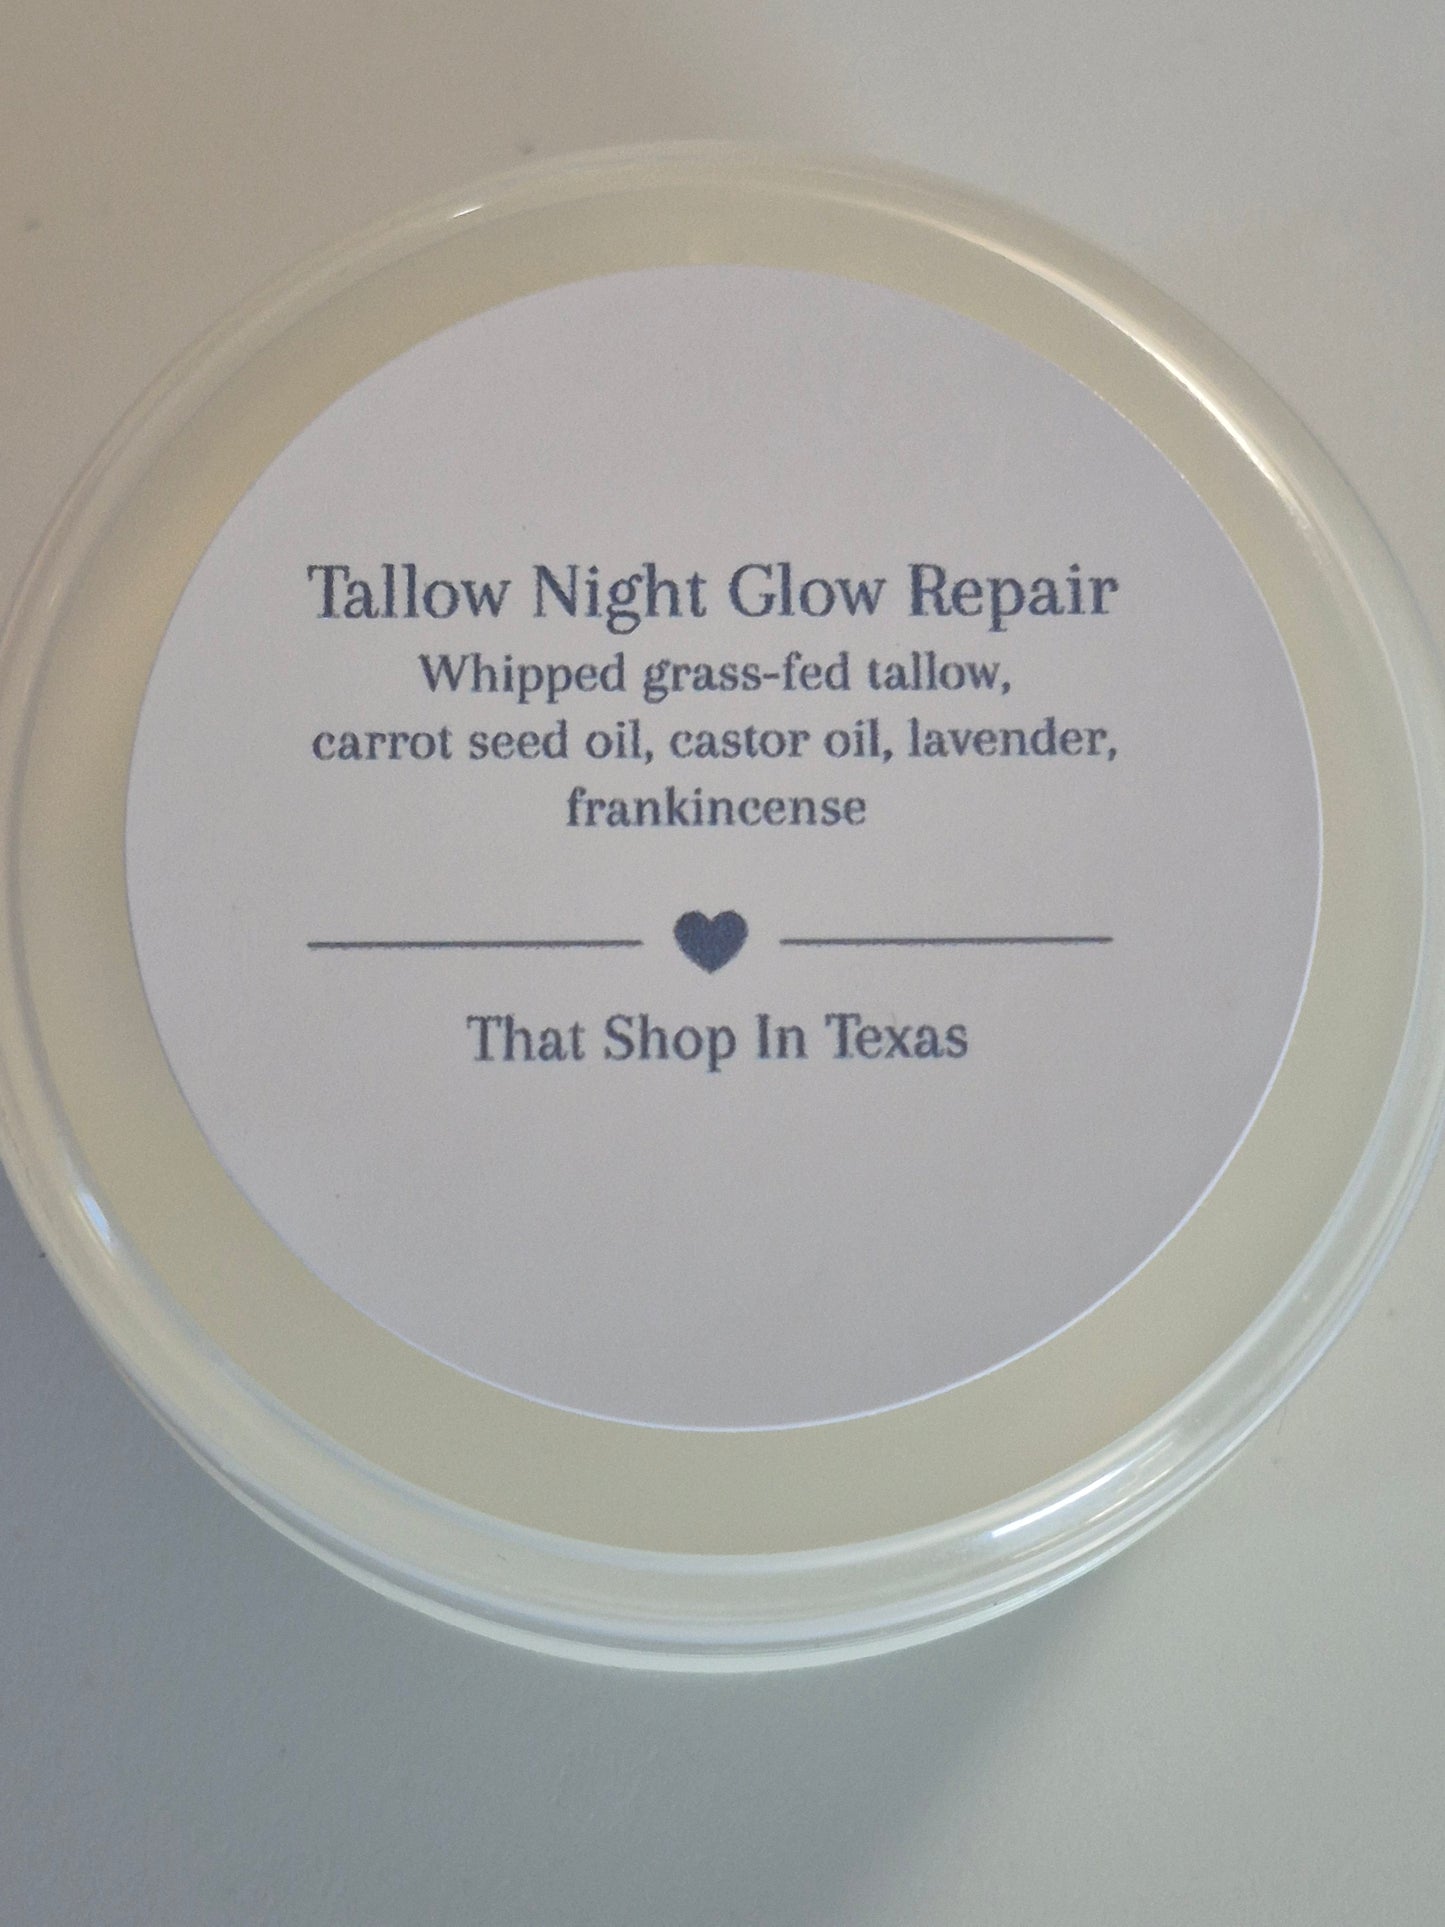 Tallow Night Glow Repair
Whipped grass-fed tallow,
carrot seed oil, castor oil, lavender,
frankincense
That Shop In Texas